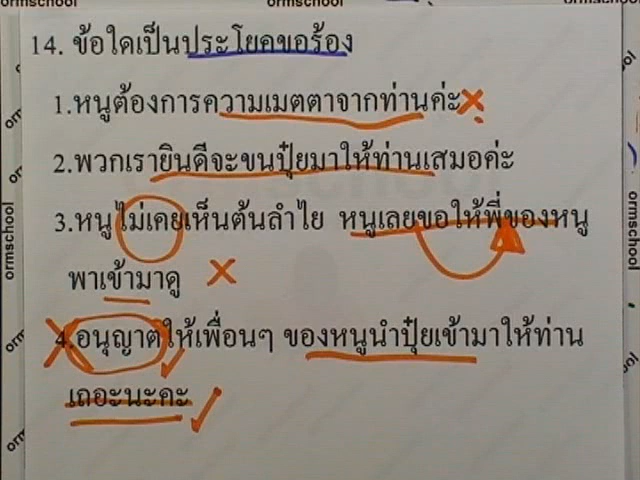 ormschool ormschool ormschool
14. ข้อใดเป็นประโยคขอร้อง
1.หนูต้องการความเมตตาจากท่านค่ะ
2.พวกเรายินดีจะขนปุ๋ยมาให้ท่านเสมอค่ะ
3.หนูไม่เคยเห็นต้นลำไย หนูเลยขอให้พี่ของหนู
พาเข้ามาดู
4.อนุญาตให้เพื่อนๆ ของหนูนำปุ๋ยเข้ามาให้ท่าน
เถอะนะคะ
ormschool
ormschool